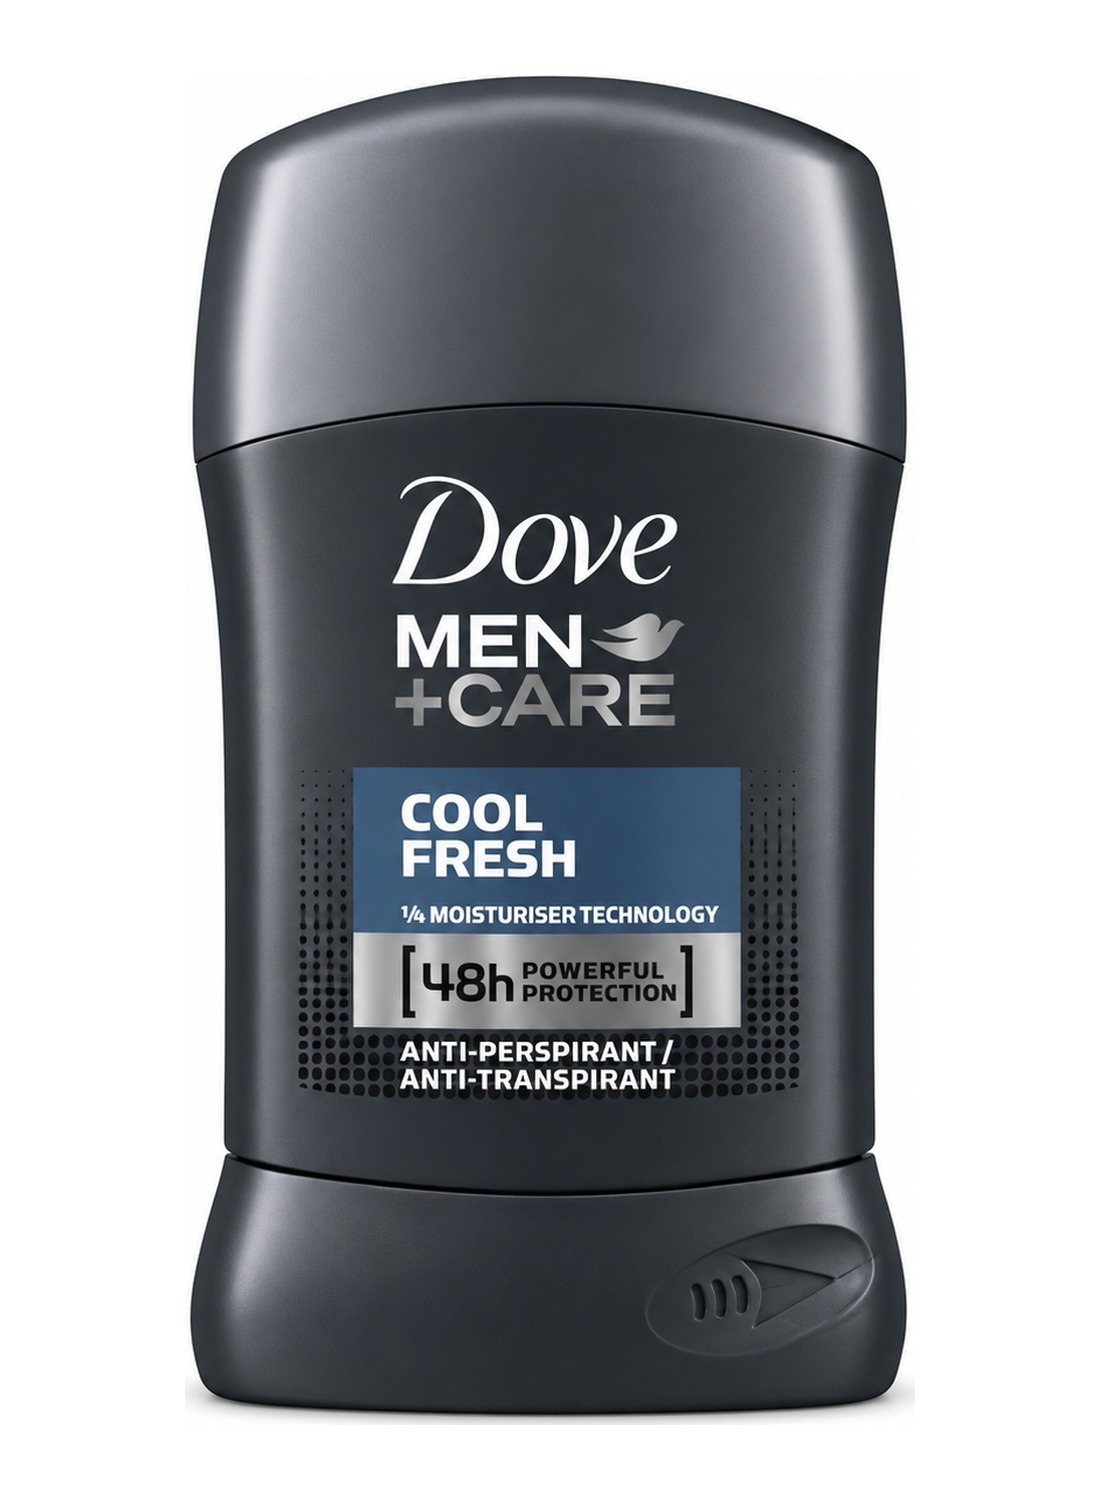 Dove
MEN
+CARE
COOL
FRESH
¼ MOISTURISER TECHNOLOGY
[48h POWERFUL
PROTECTION]
ANTI-PERSPIRANT /
ANTI-TRANSPIRANT